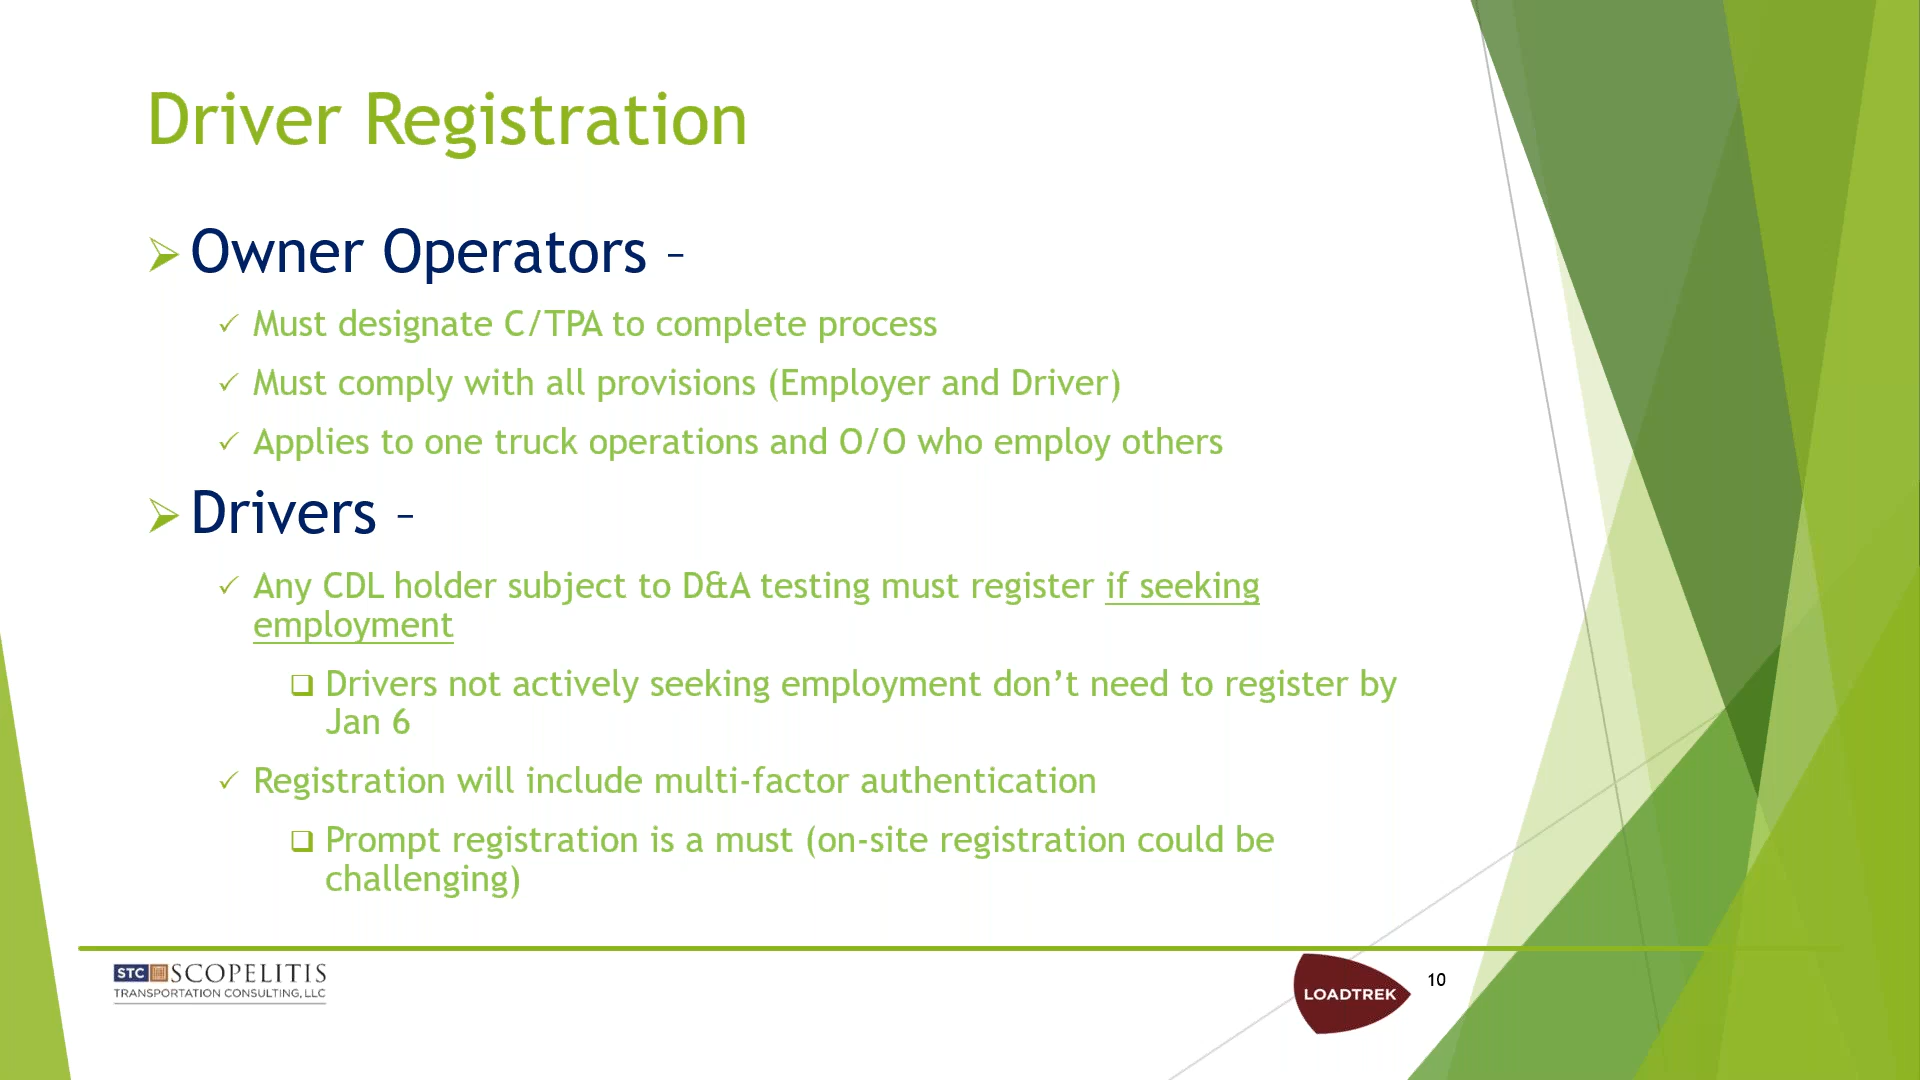 Driver Registration
Owner Operators –
Must designate C/TPA to complete process
Must comply with all provisions (Employer and Driver)
Applies to one truck operations and O/O who employ others
Drivers –
Any CDL holder subject to D&A testing must register if seeking
employment
Drivers not actively seeking employment don’t need to register by
Jan 6
Registration will include multi-factor authentication
Prompt registration is a must (on-site registration could be
challenging)
STC SCOPELITIS
TRANSPORTATION CONSULTING, LLC
LOADTREK
10